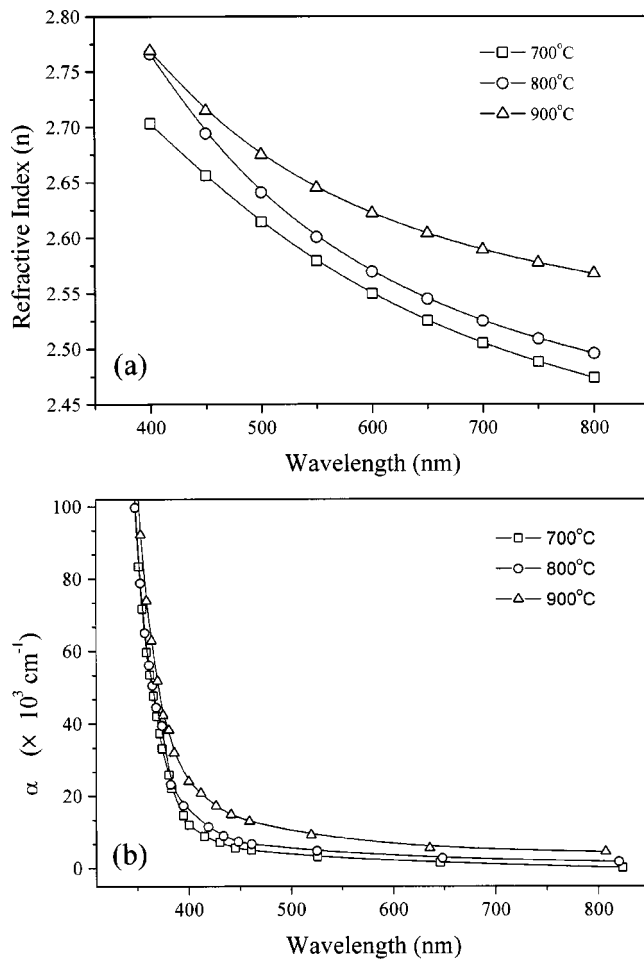 2.80
2.75
2.70
2.65
2.60
2.55
2.50
2.45
Refractive Index (n)
700°C
800°C
900°C
(a)
400 500 600 700 800
Wavelength (nm)
100
80
60
40
20
0
α (× 10³ cm⁻¹)
700°C
800°C
900°C
(b)
400 500 600 700 800
Wavelength (nm)